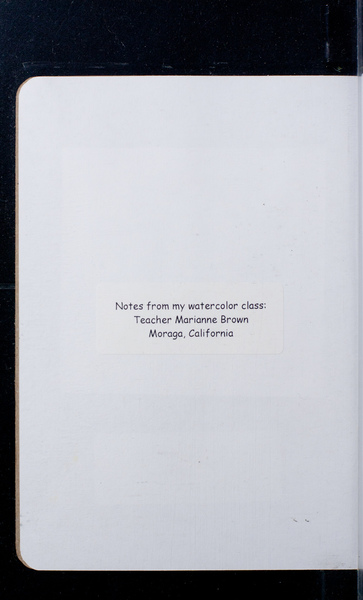 Notes from my watercolor class:
Teacher Marianne Brown
Moraga, California